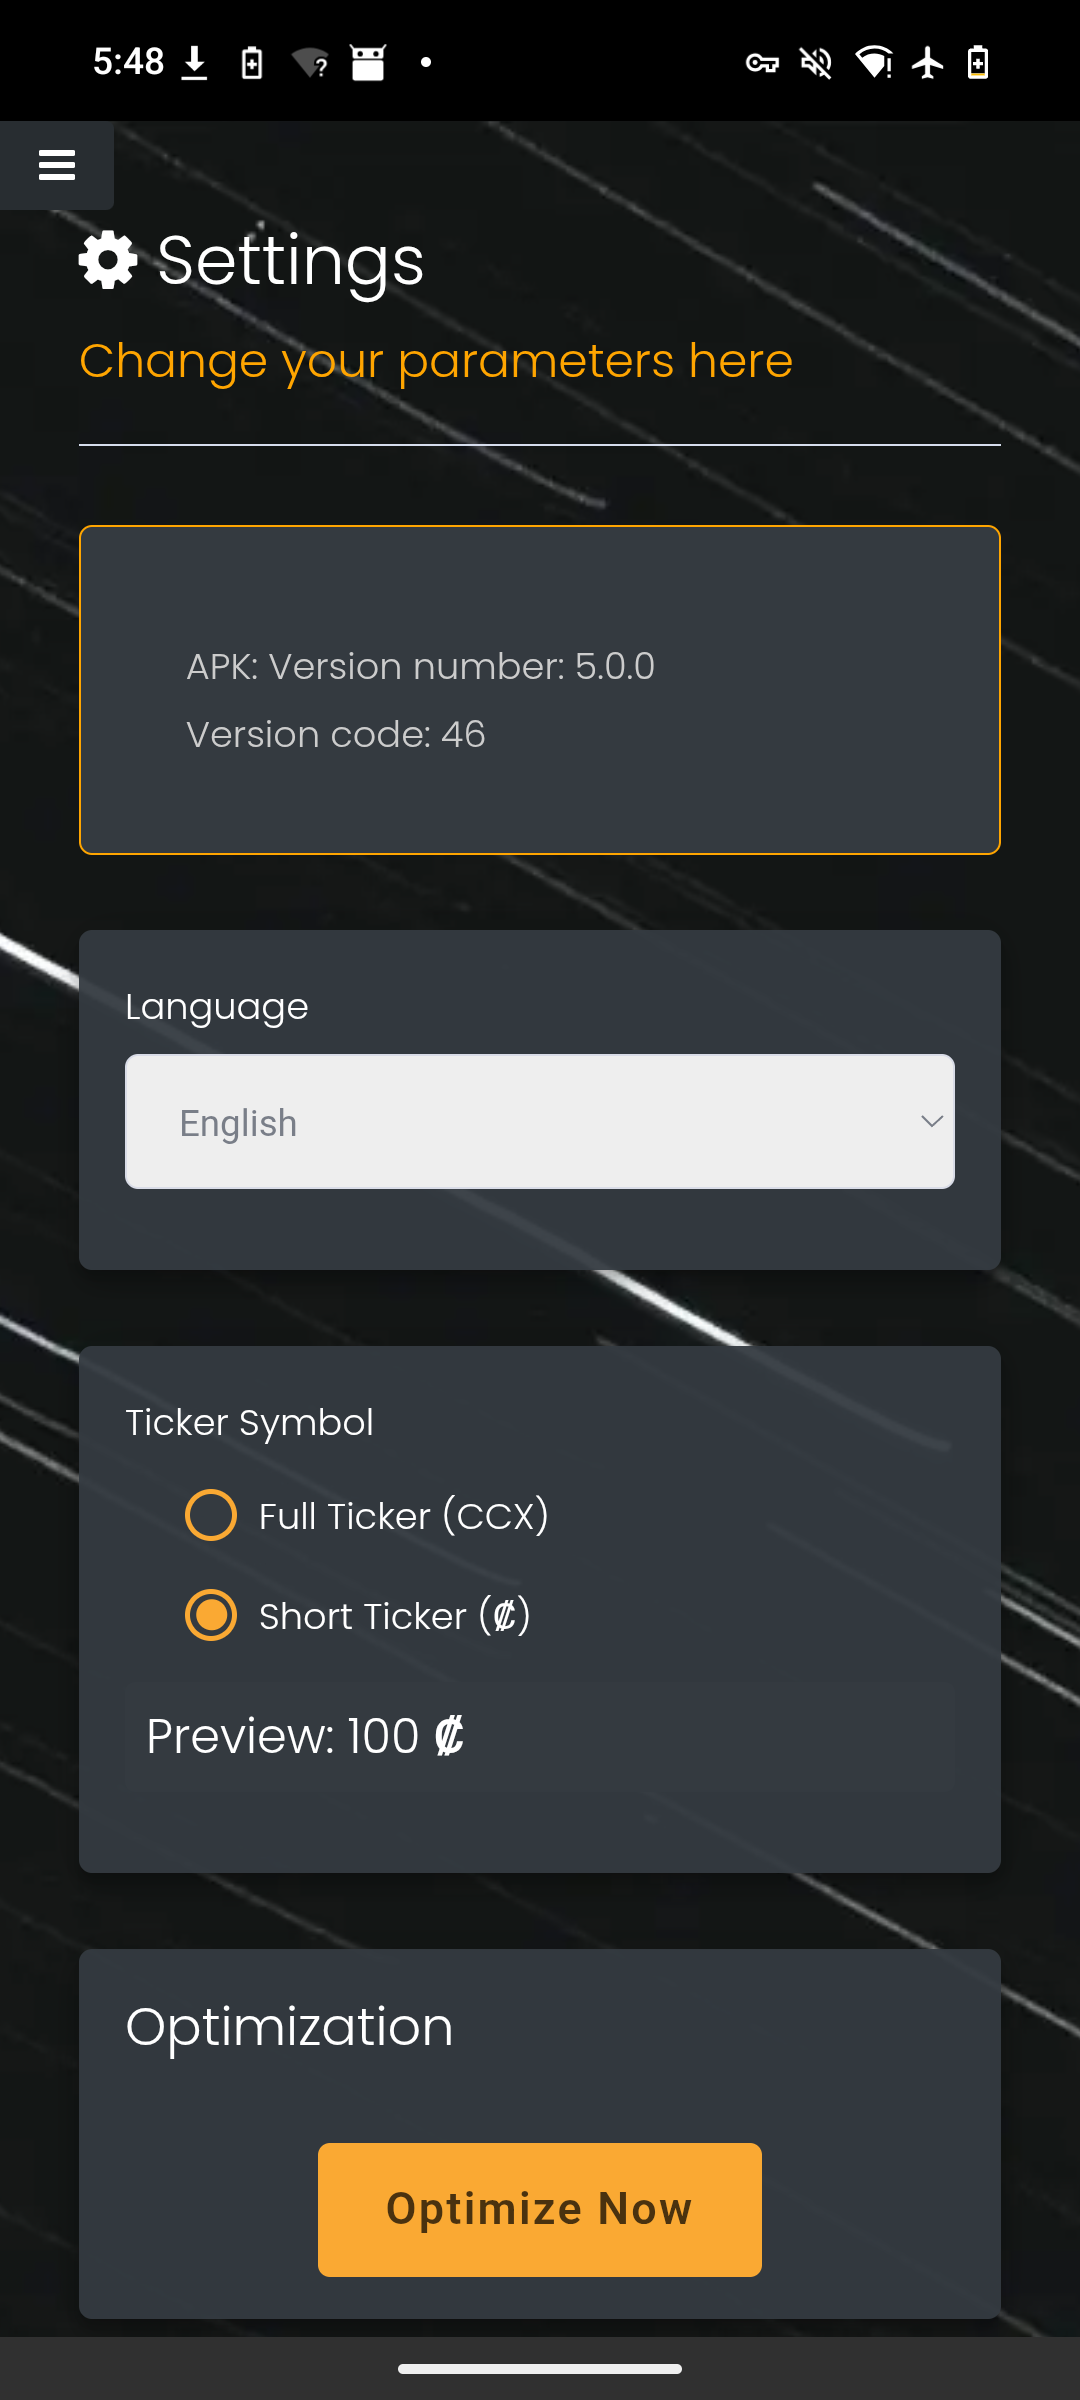 5:48
Settings
Change your parameters here
APK: Version number: 5.0.0
Version code: 46
Language
English
Ticker Symbol
Full Ticker (CCX)
Short Ticker (₡)
Preview: 100 ₡
Optimization
Optimize Now